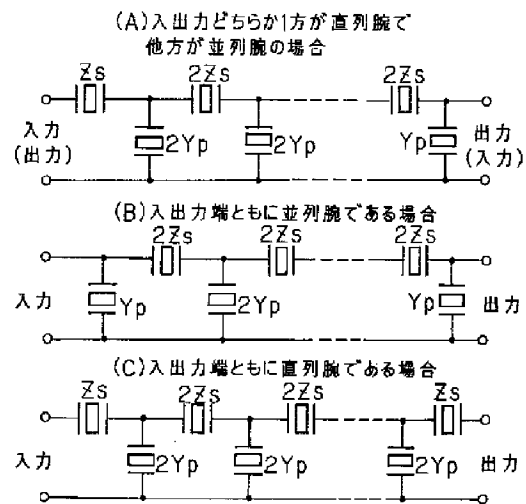 (A)入出力どちらか1方が直列腕で
他方が並列腕の場合
Zs 2Zs 2Zs
入力
(出力)
2Yp 2Yp Yp
出力
(入力)
(B)入出力端ともに並列腕である場合
2Zs 2Zs 2Zs
入力 Yp 2Yp Yp 出力
(C)入出力端ともに直列腕である場合
Zs 2Zs 2Zs Zs
入力 2Yp 2Yp 2Yp 出力